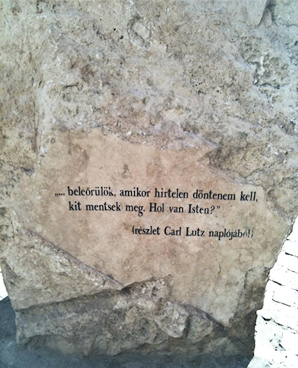 „.... beleőrülök, amikor hirtelen döntenem kell,
kit mentsek meg. Hol van Isten?"
(részlet Carl Lutz naplójából)